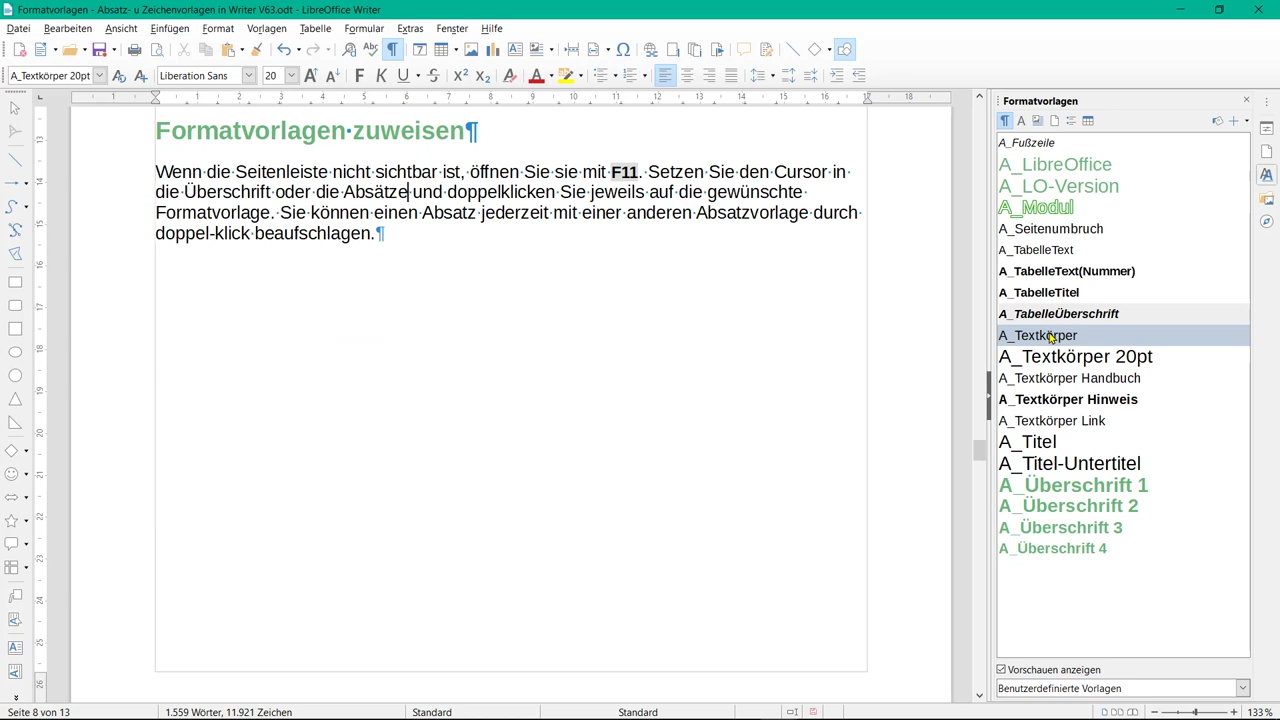 Formatvorlagen - Absatz- u Zeichenvorlagen in Writer V63.odt - LibreOffice Writer
Datei Bearbeiten Ansicht Einfügen Format Vorlagen Tabelle Formular Extras Fenster Hilfe
A_Textkörper 20pt Liberation Sans 20
Formatvorlagen
Formatvorlagen·zuweisen¶
Wenn·die·Seitenleiste·nicht·sichtbar·ist,·öffnen·Sie·sie·mit·F11.·Setzen·Sie·den·Cursor·in·
die·Überschrift·oder·die·Absätze·und·doppelklicken·Sie·jeweils·auf·die·gewünschte·
Formatvorlage.·Sie·können·einen·Absatz·jederzeit·mit·einer·anderen·Absatzvorlage·durch·
doppel-klick·beaufschlagen.¶
A_Fußzeile
A_LibreOffice
A_LO-Version
A_Modul
A_Seitenumbruch
A_TabelleText
A_TabelleText(Nummer)
A_TabelleTitel
A_TabelleÜberschrift
A_Textkörper
A_Textkörper 20pt
A_Textkörper Handbuch
A_Textkörper Hinweis
A_Textkörper Link
A_Titel
A_Titel-Untertitel
A_Überschrift 1
A_Überschrift 2
A_Überschrift 3
A_Überschrift 4
Vorschauen anzeigen
Benutzerdefinierte Vorlagen
Seite 8 von 13 1.559 Wörter, 11.921 Zeichen Standard Standard 133%